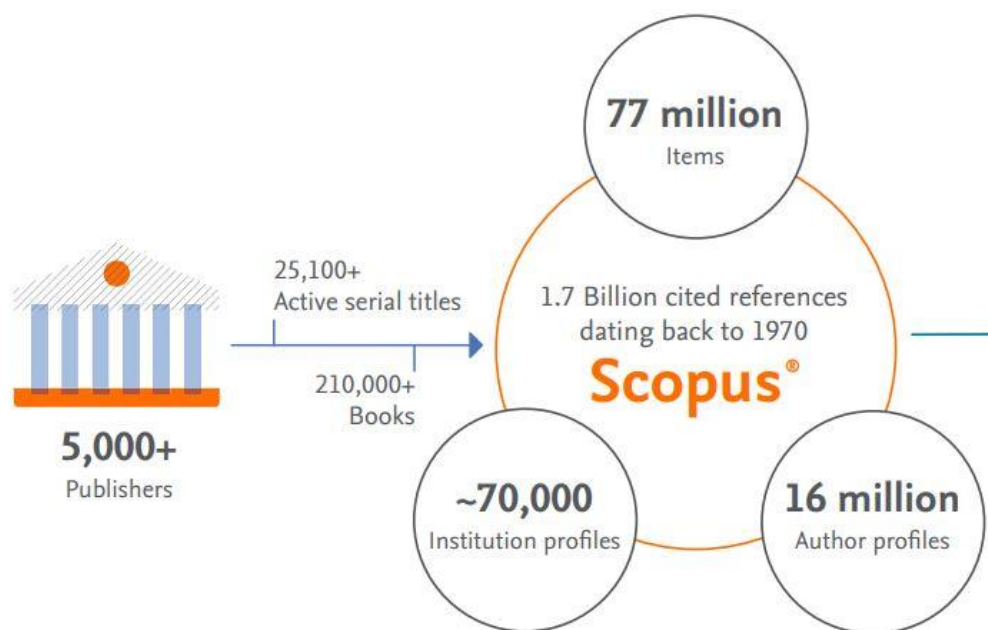 5,000+
Publishers
25,100+
Active serial titles
210,000+
Books
77 million
Items
1.7 Billion cited references
dating back to 1970
Scopus®
~70,000
Institution profiles
16 million
Author profiles